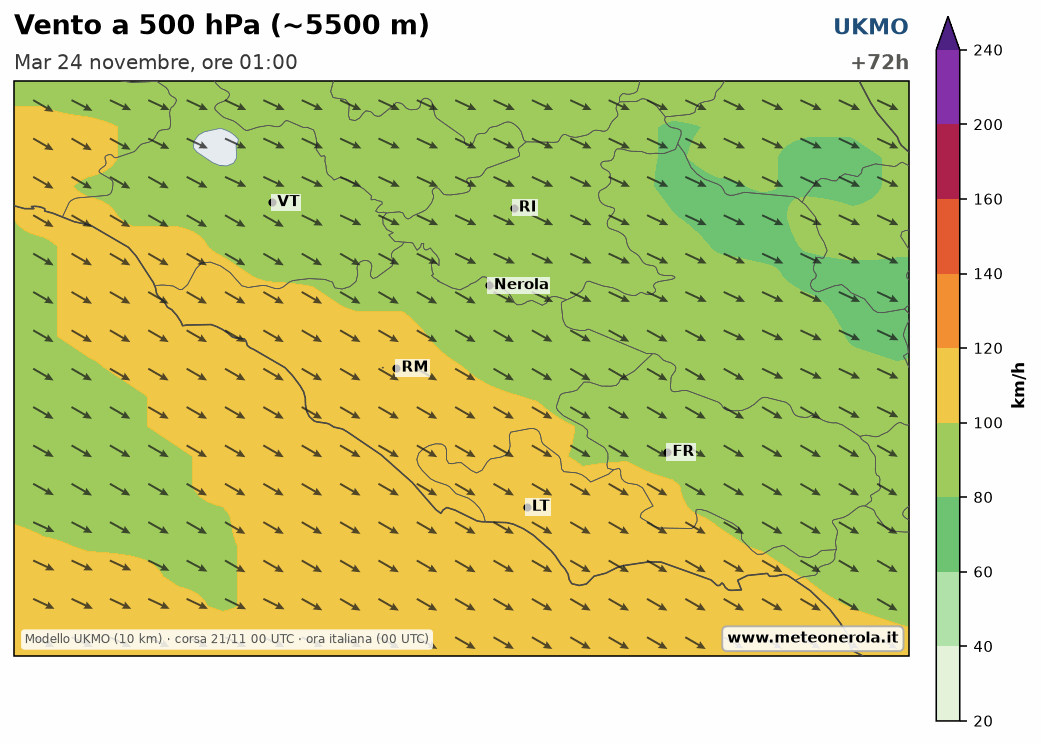 Vento a 500 hPa (~5500 m)
UKMO
Mar 24 novembre, ore 01:00
+72h
VT
RI
Nerola
RM
FR
LT
Modello UKMO (10 km) · corsa 21/11 00 UTC · ora italiana (00 UTC)
www.meteonerola.it
240
200
160
140
120
100
80
60
40
20
km/h